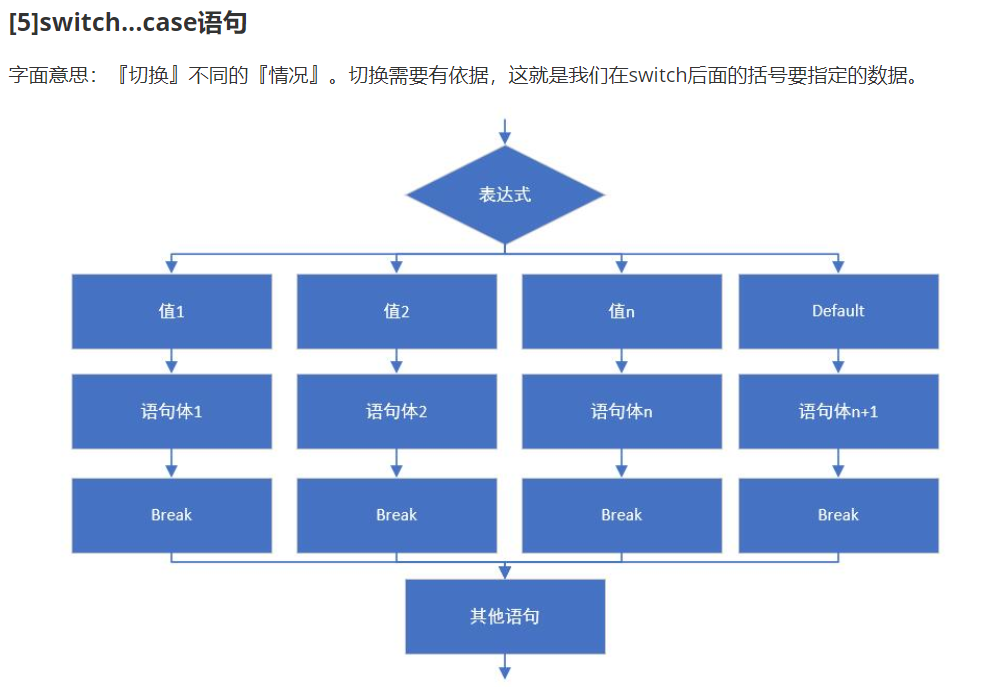 [5]switch...case语句
字面意思：『切换』不同的『情况』。切换需要有依据，这就是我们在switch后面的括号要指定的数据。
表达式
值1
值2
值n
Default
语句体1
语句体2
语句体n
语句体n+1
Break
Break
Break
Break
其他语句